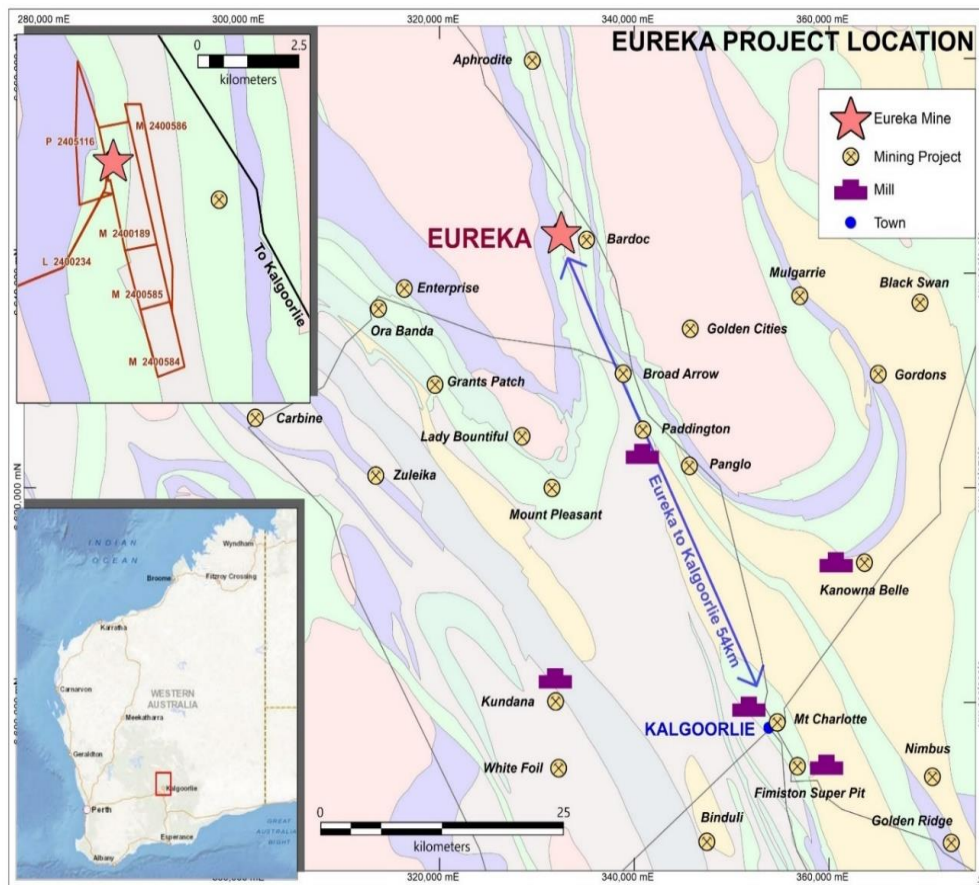 280,000 mE
300,000 mE
320,000 mE
340,000 mE
360,000 mE
EUREKA PROJECT LOCATION
Eureka Mine
Mining Project
Mill
Town
0
2.5
kilometers
P 2405116
M 2400586
M 2400189
L 2400234
M 2400585
M 2400584
To Kalgoorlie
Aphrodite
EUREKA
Bardoc
Mulgarrie
Black Swan
Enterprise
Ora Banda
Golden Cities
Grants Patch
Broad Arrow
Gordons
Carbine
Lady Bountiful
Paddington
Zuleika
Panglo
Mount Pleasant
Eureka to Kalgoorlie 54km
Kanowna Belle
Kundana
Mt Charlotte
KALGOORLIE
White Foil
Nimbus
Fimiston Super Pit
Binduli
Golden Ridge
INDIAN
OCEAN
Wyndham
Broome
Fitzroy Crossing
Karratha
Carnarvon
WESTERN
AUSTRALIA
Meekatharra
Geraldton
Kalgoorlie
Perth
Esperance
Albany
GREAT
AUSTRALIAN
BIGHT
0
25
kilometers
320,000 mE
340,000 mE
360,000 mE